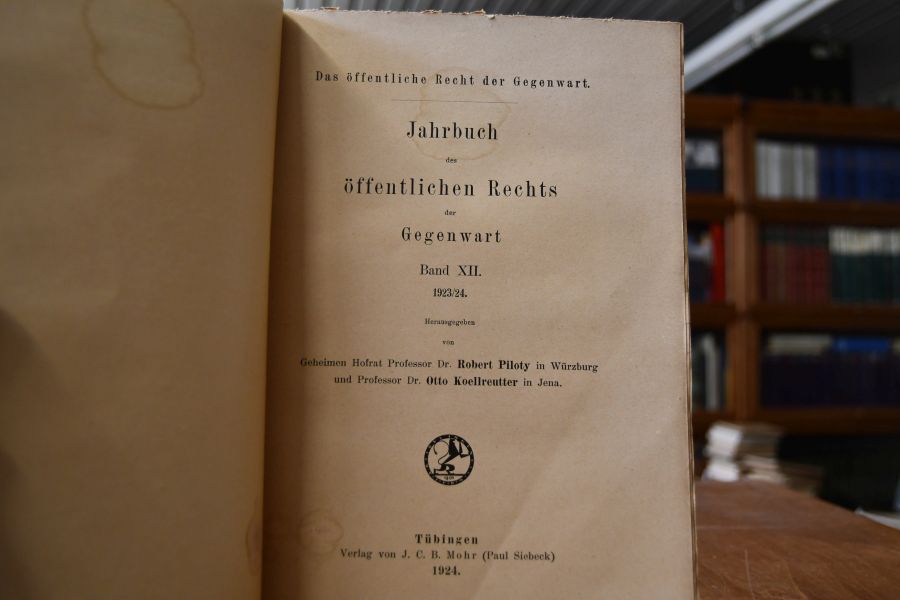 Das öffentliche Recht der Gegenwart.
Jahrbuch
des
öffentlichen Rechts
der
Gegenwart
Band XII.
1923/24.
Herausgegeben
von
Geheimen Hofrat Professor Dr. Robert Piloty in Würzburg
und Professor Dr. Otto Koellreutter in Jena.
Tübingen
Verlag von J. C. B. Mohr (Paul Siebeck)
1924.